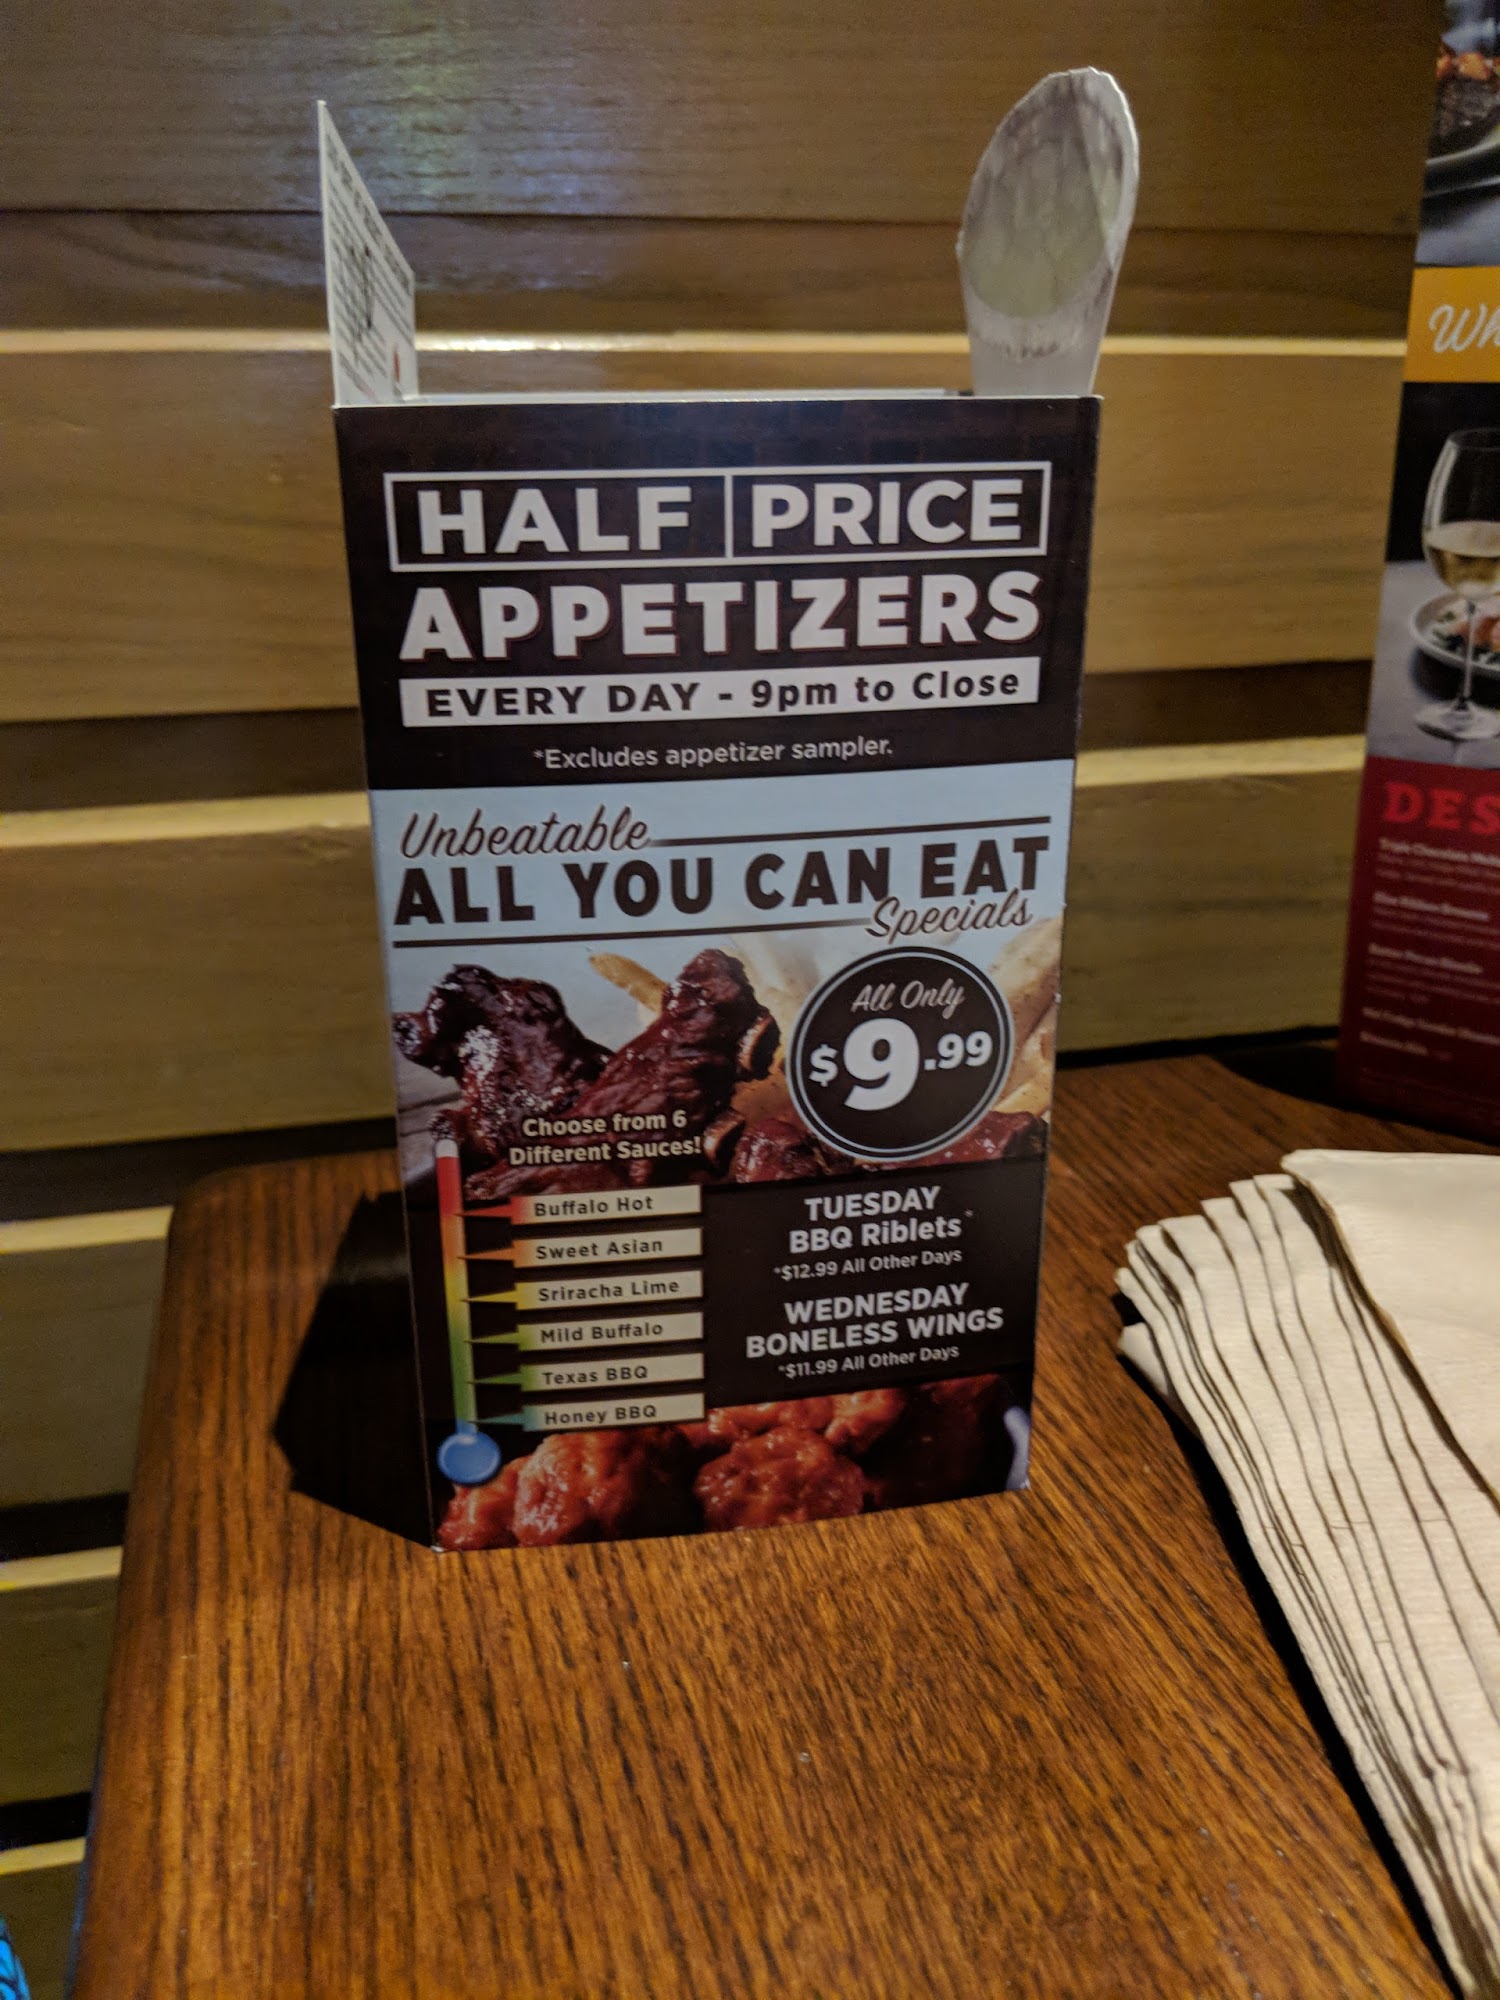 HALF PRICE
APPETIZERS
EVERY DAY - 9pm to Close
*Excludes appetizer sampler.
Unbeatable
ALL YOU CAN EAT
Specials
All Only
$9.99
Choose from 6
Different Sauces!
Buffalo Hot
Sweet Asian
Sriracha Lime
Mild Buffalo
Texas BBQ
Honey BBQ
TUESDAY
BBQ Riblets*
*$12.99 All Other Days
WEDNESDAY
BONELESS WINGS
*$11.99 All Other Days
Wh
DES